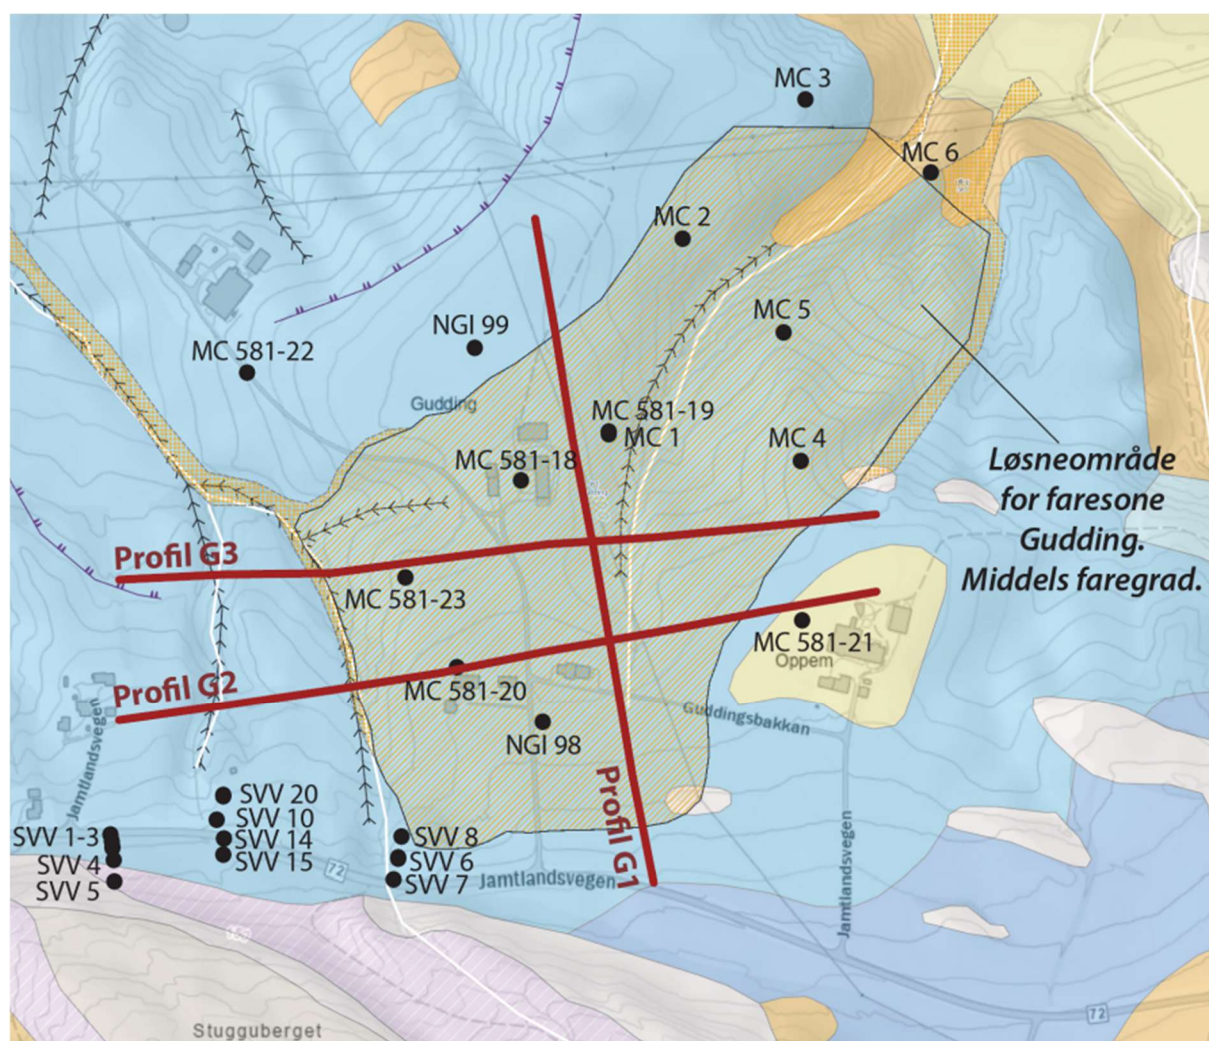 MC 3
MC 6
MC 2
MC 5
NGI 99
MC 581-22
Gudding
MC 581-19
MC 1
MC 4
MC 581-18
Løsneområde
for faresone
Gudding.
Middels faregrad.
Profil G3
MC 581-23
MC 581-21
Oppem
Profil G2
MC 581-20
Guddingsbakkan
NGI 98
Jamtlandsvegen
Profil G1
SVV 20
SVV 10
SVV 1-3
SVV 14
SVV 8
SVV 4
SVV 15
SVV 6
72
SVV 5
SVV 7
Jamtlandsvegen
Jamtlandsvegen
72
Stugguberget